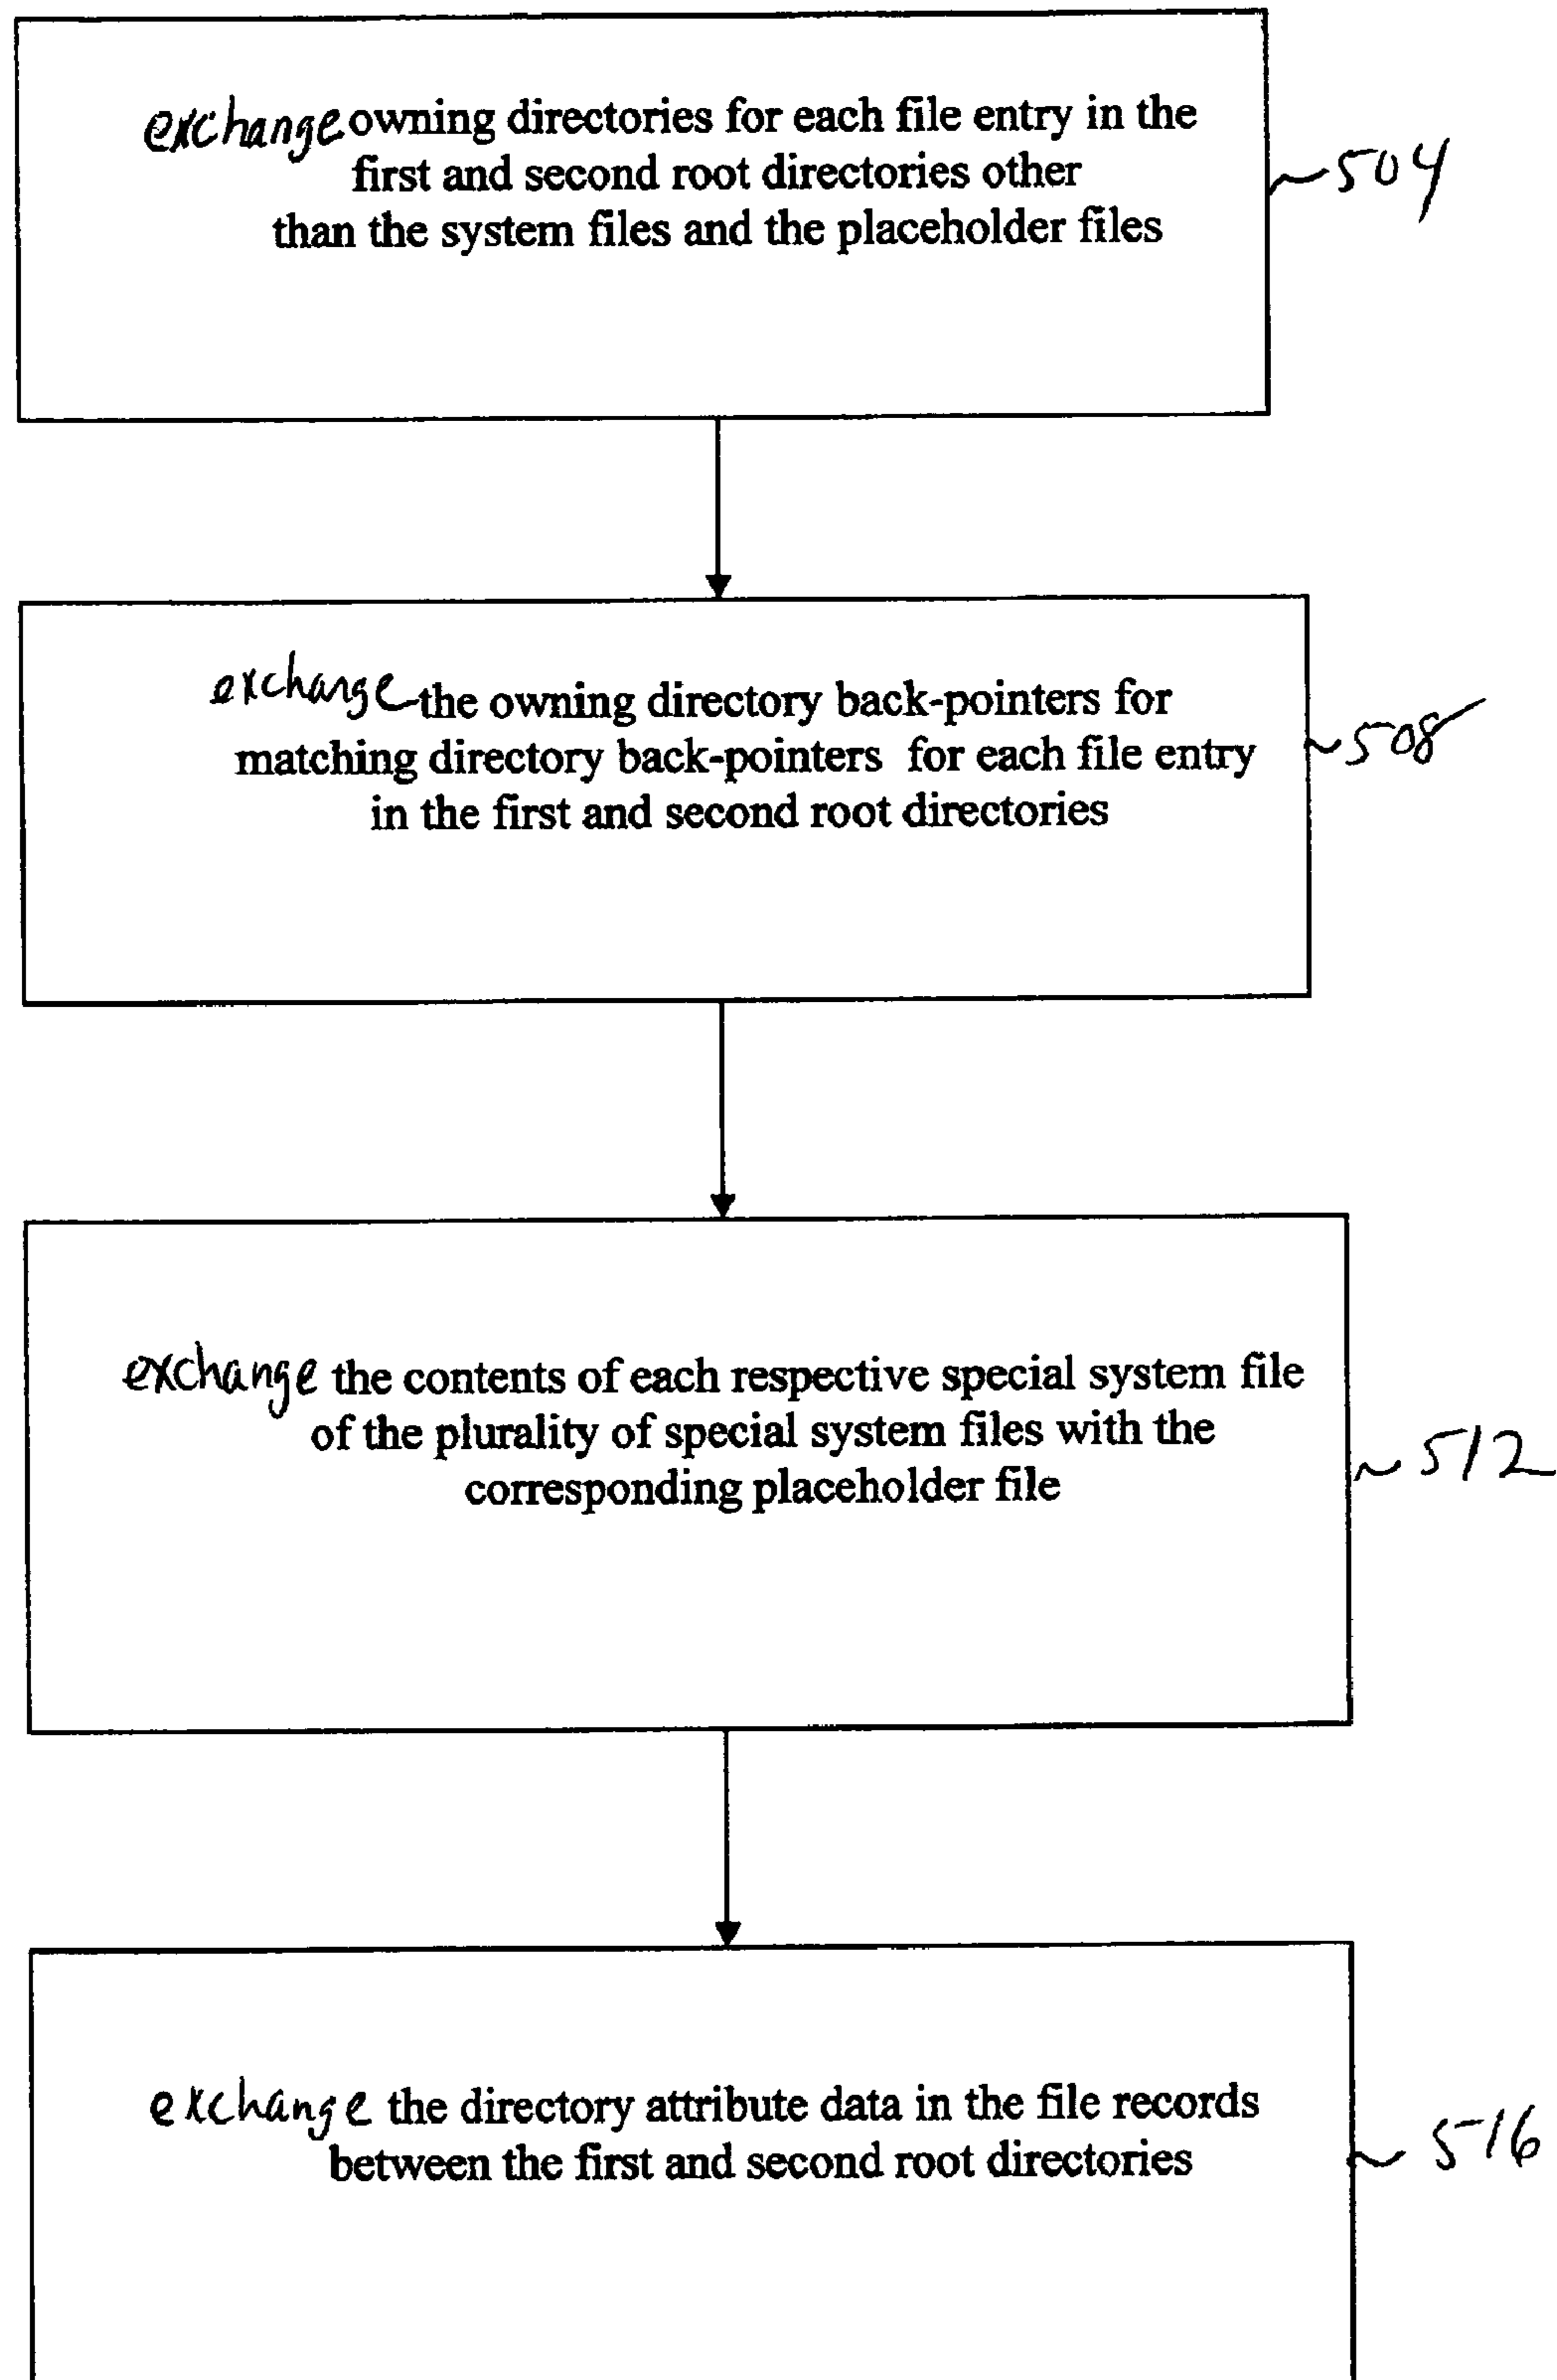 exchange owning directories for each file entry in the
first and second root directories other
than the system files and the placeholder files
504
exchange the owning directory back-pointers for
matching directory back-pointers for each file entry
in the first and second root directories
508
exchange the contents of each respective special system file
of the plurality of special system files with the
corresponding placeholder file
512
exchange the directory attribute data in the file records
between the first and second root directories
516